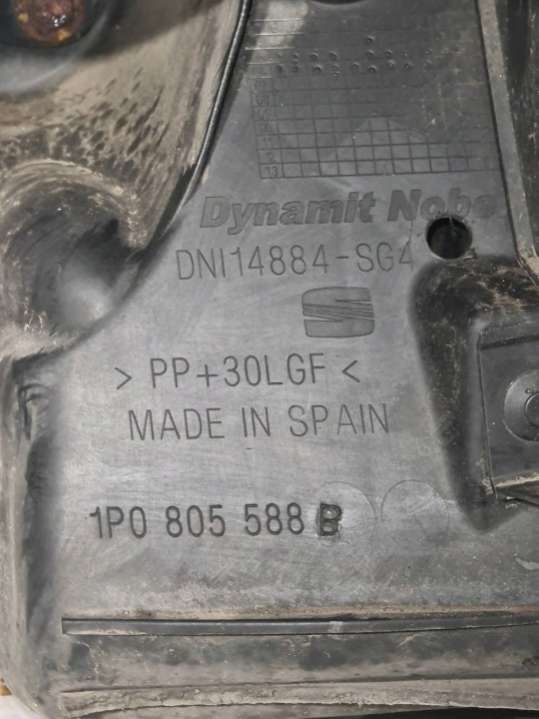 Dynamit Nobe
DNI14884-SG4
> PP+30LGF <
MADE IN SPAIN
1P0 805 588 B